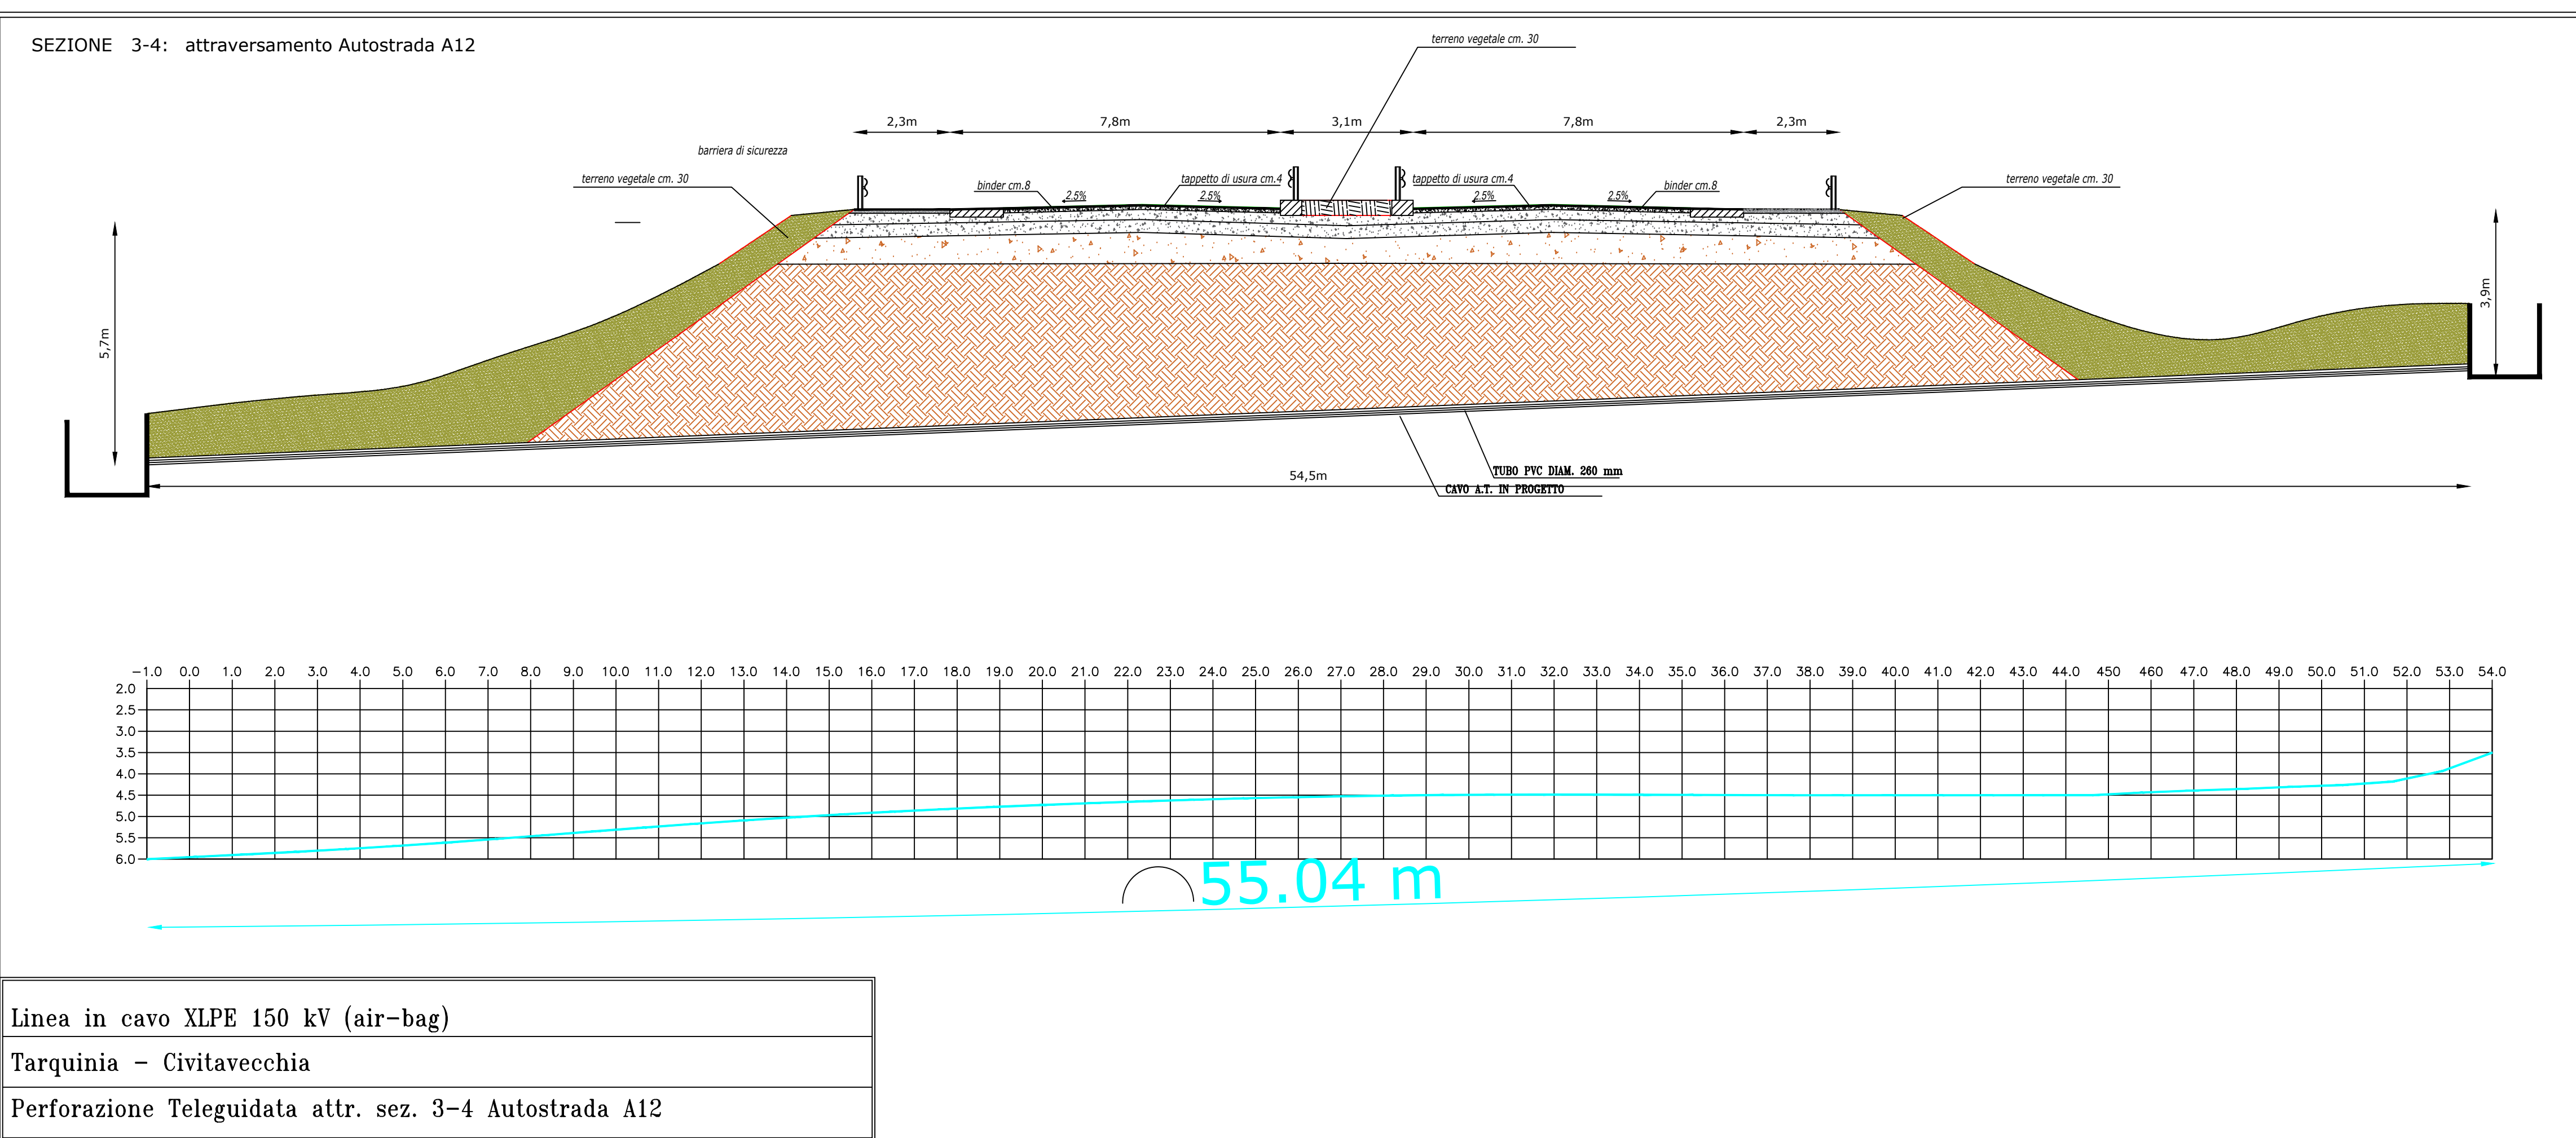 SEZIONE 3-4: attraversamento Autostrada A12
terreno vegetale cm. 30
2,3m 7,8m 3,1m 7,8m 2,3m
barriera di sicurezza
terreno vegetale cm. 30
binder cm.8
2.5%
tappetto di usura cm.4
2.5%
tappetto di usura cm.4
2.5%
2.5%
binder cm.8
terreno vegetale cm. 30
5,7m
3,9m
TUBO PVC DIAM. 260 mm
54,5m
CAVO A.T. IN PROGETTO
-1.0 0.0 1.0 2.0 3.0 4.0 5.0 6.0 7.0 8.0 9.0 10.0 11.0 12.0 13.0 14.0 15.0 16.0 17.0 18.0 19.0 20.0 21.0 22.0 23.0 24.0 25.0 26.0 27.0 28.0 29.0 30.0 31.0 32.0 33.0 34.0 35.0 36.0 37.0 38.0 39.0 40.0 41.0 42.0 43.0 44.0 450 460 47.0 48.0 49.0 50.0 51.0 52.0 53.0 54.0
2.0
2.5
3.0
3.5
4.0
4.5
5.0
5.5
6.0
55.04 m
Linea in cavo XLPE 150 kV (air-bag)
Tarquinia - Civitavecchia
Perforazione Teleguidata attr. sez. 3-4 Autostrada A12